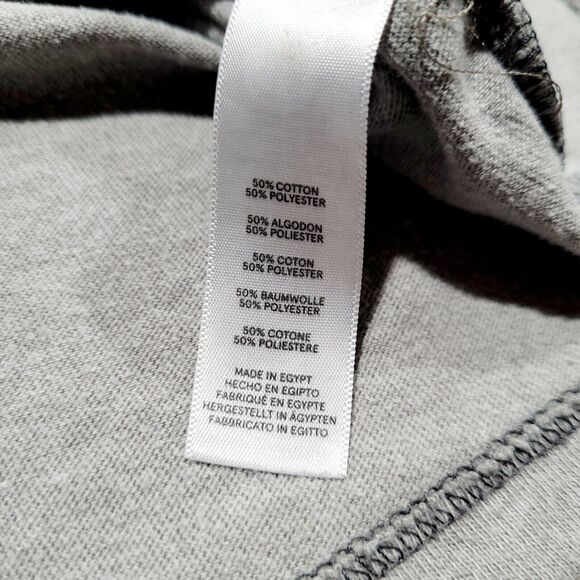 50% COTTON
50% POLYESTER
50% ALGODON
50% POLIESTER
50% COTON
50% POLYESTER
50% BAUMWOLLE
50% POLYESTER
50% COTONE
50% POLIESTERE
MADE IN EGYPT
HECHO EN EGIPTO
FABRIQUÉ EN EGYPTE
HERGESTELLT IN ÄGYPTEN
FABBRICATO IN EGITTO